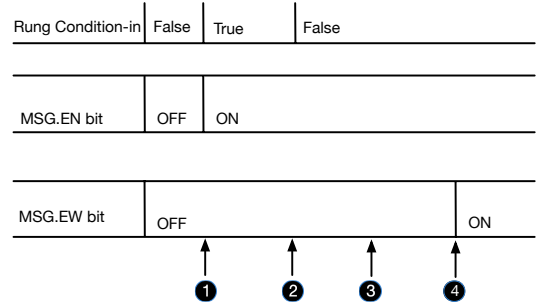 Rung Condition-in False True False
MSG.EN bit OFF ON
MSG.EW bit OFF ON
1 2 3 4